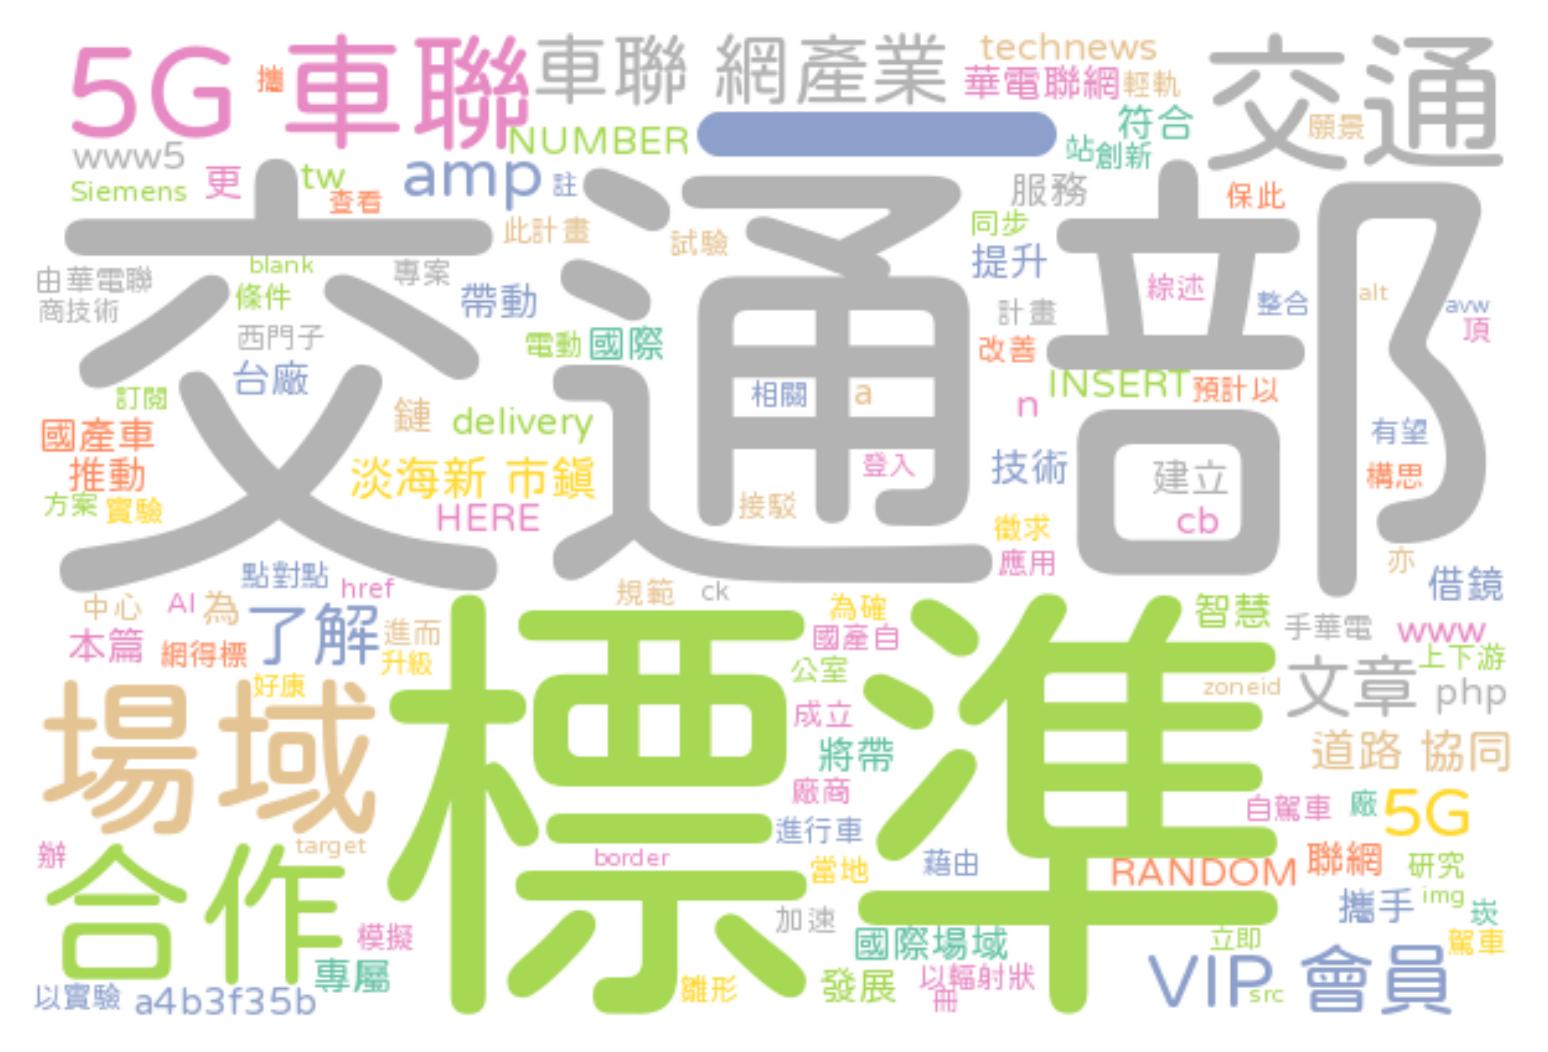 5G 車聯
攜
車聯 網產業
technews
華電聯網
輕軌
交通
願景
www5
Siemens
更
tw
查看
NUMBER
amp
註
符合
站
創新
服務
保此
交通部
此計畫
試驗
同步
提升
由華電聯
商技術
blank
條件
專案
帶動
西門子
台廠
電動
國際
計畫
綜述
整合
alt
avw
頂
改善
訂閱
鏈
delivery
相關
a
n
INSERT
預計以
國產車
推動
淡海新 市鎮
登入
技術
建立
有望
構思
方案
實驗
HERE
接駁
徵求
cb
應用
亦
點對點
href
規範
ck
借鏡
中心
AI
為
了解
進而
為確
智慧
手華電
www
本篇
網得標
升級
國產自
上下游
好康
公室
zoneid
文章
php
場域
標準
成立
將帶
道路 協同
廠商
自駕車
廠
5G
辦
target
進行車
合作
border
當地
藉由
RANDOM
聯網
研究
模擬
加速
攜手
img
崁
專屬
國際場域
立即
駕車
以實驗
a4b3f35b
雛形
發展
以輻射狀
冊
VIP 會員
src